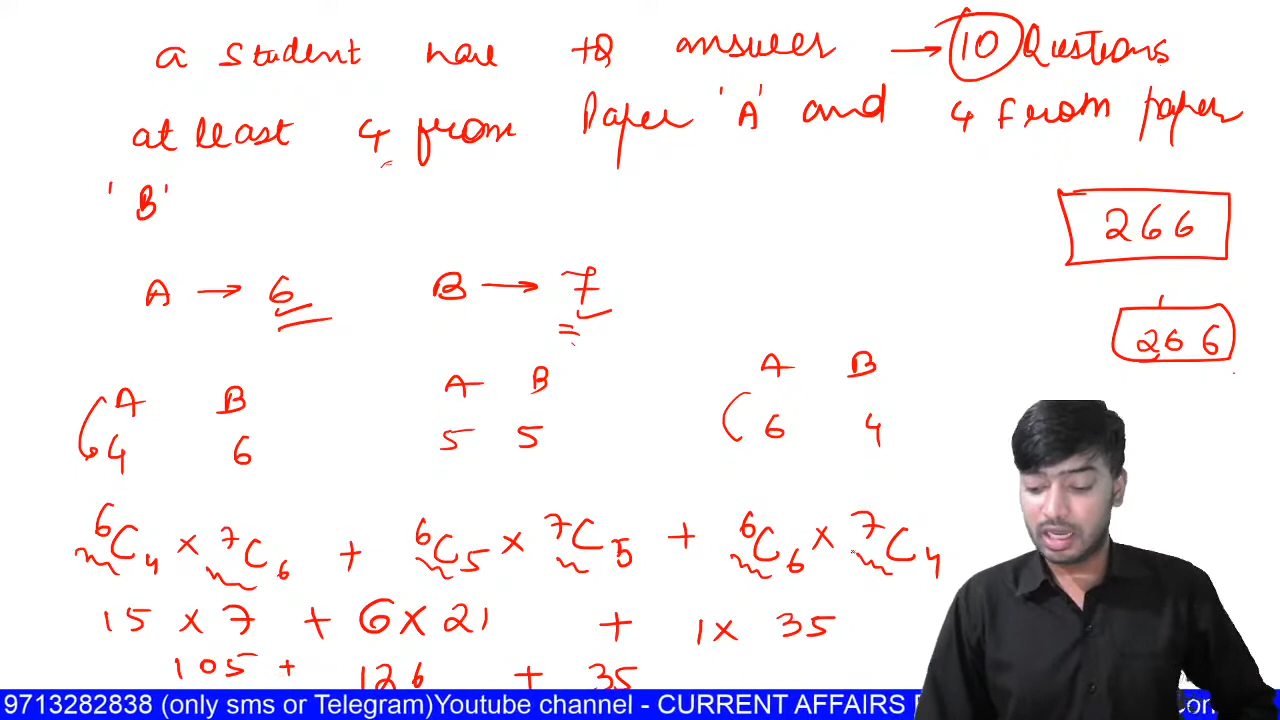 a student have to answer → 10 Questions
at least 4 from Paper 'A' and 4 from paper
'B'
266
A → 6 B → 7
266
A B A B A B
4 6 5 5 6 4
⁶C₄ × ⁷C₆ + ⁶C₅ × ⁷C₅ + ⁶C₆ × ⁷C₄
15 × 7 + 6 × 21 + 1 × 35
105 + 126 + 35
9713282838 (only sms or Telegram)Youtube channel - CURRENT AFFAIRS